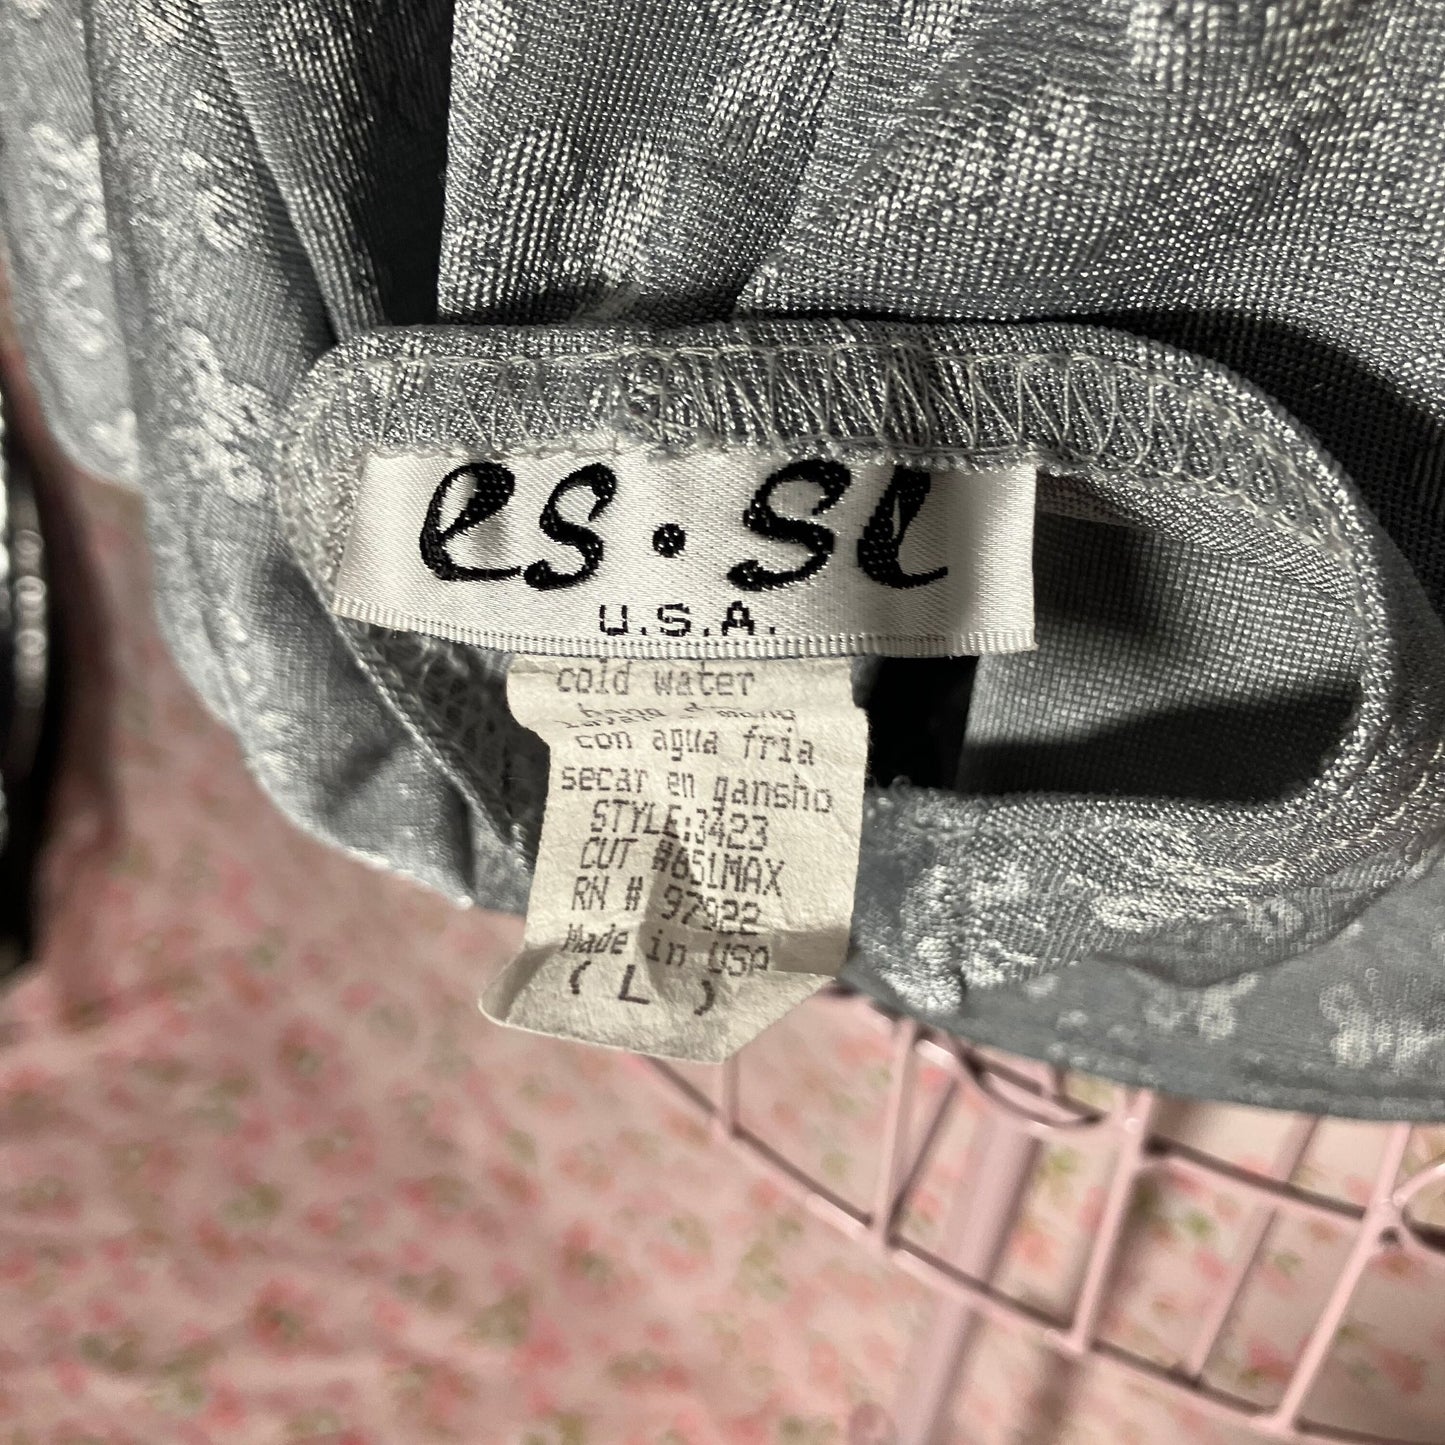 es·sl
U.S.A.
cold water
con agua fria
secar en gansho
STYLE:3423
CUT #651MAX
RN # 97922
Made in USA
( L )